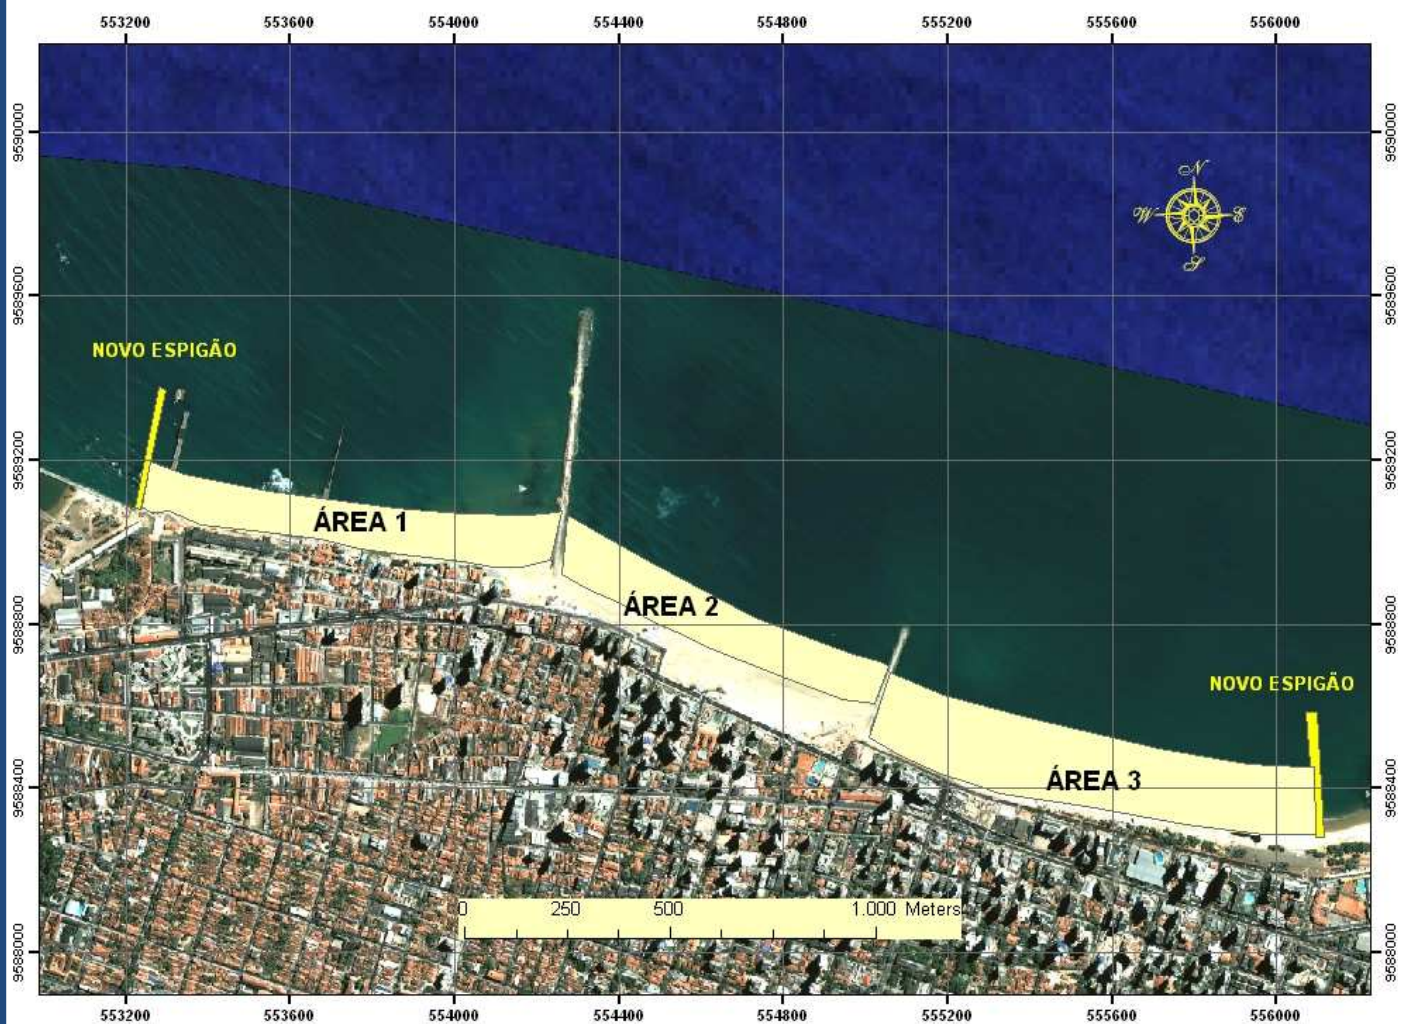 553200 553600 554000 554400 554800 555200 555600 556000
9590000 9590000
N
W E
S
9589600 9589600
NOVO ESPIGÃO
9589200 9589200
ÁREA 1
ÁREA 2
9588800 9588800
NOVO ESPIGÃO
ÁREA 3
9588400 9588400
0 250 500 1.000 Meters
9588000 9588000
553200 553600 554000 554400 554800 555200 555600 556000